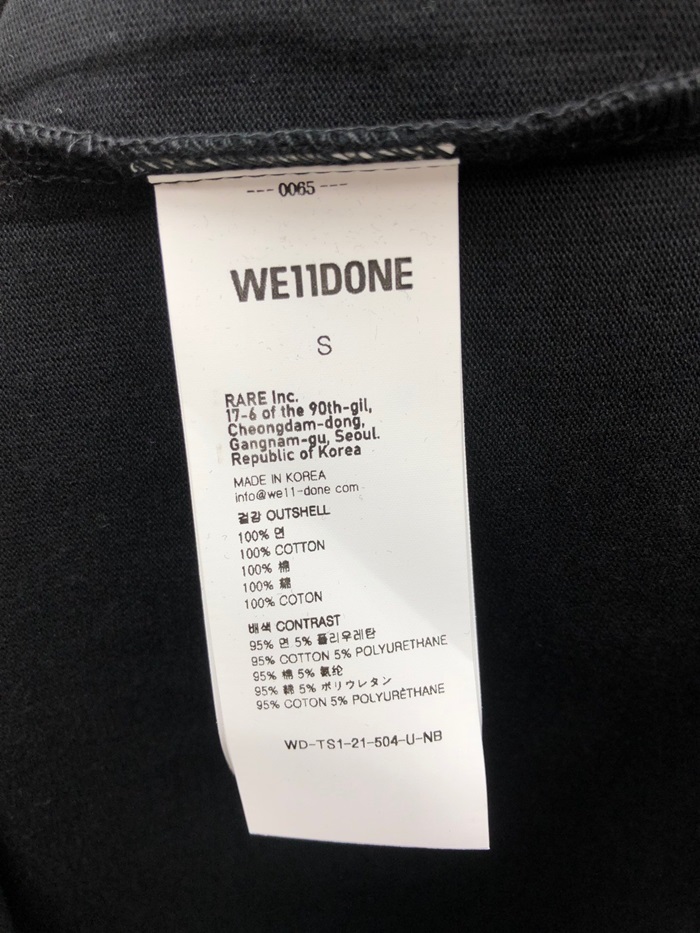 --- 0065 ---
WE11DONE
S
RARE Inc.
17-6 of the 90th-gil,
Cheongdam-dong,
Gangnam-gu, Seoul.
Republic of Korea
MADE IN KOREA
info@we11-done.com
겉감 OUTSHELL
100% 면
100% COTTON
100% 棉
100% 綿
100% COTON
배색 CONTRAST
95% 면 5% 폴리우레탄
95% COTTON 5% POLYURETHANE
95% 棉 5% 氨纶
95% 綿 5% ポリウレタン
95% COTON 5% POLYURÈTHANE
WD-TS1-21-504-U-NB